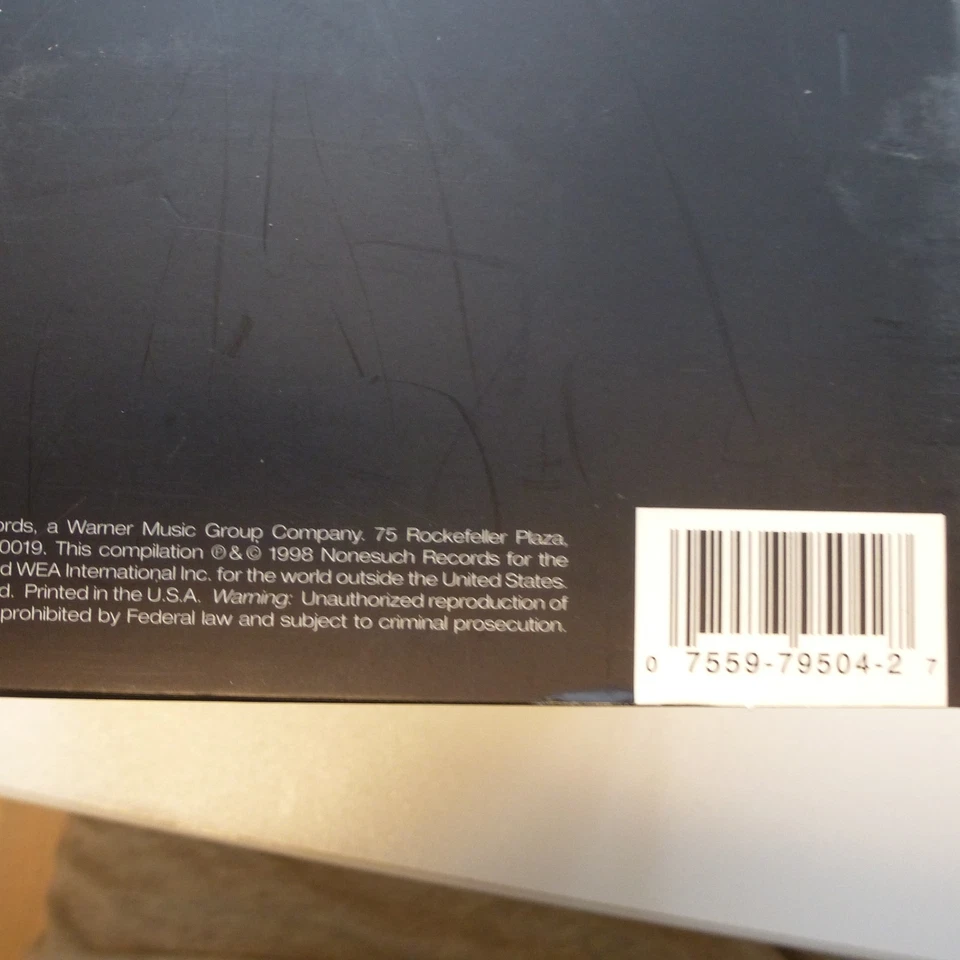 ords, a Warner Music Group Company. 75 Rockefeller Plaza,
0019. This compilation ℗ & © 1998 Nonesuch Records for the
d WEA International Inc. for the world outside the United States.
d. Printed in the U.S.A. Warning: Unauthorized reproduction of
prohibited by Federal law and subject to criminal prosecution.
0 7559-79504-2 7